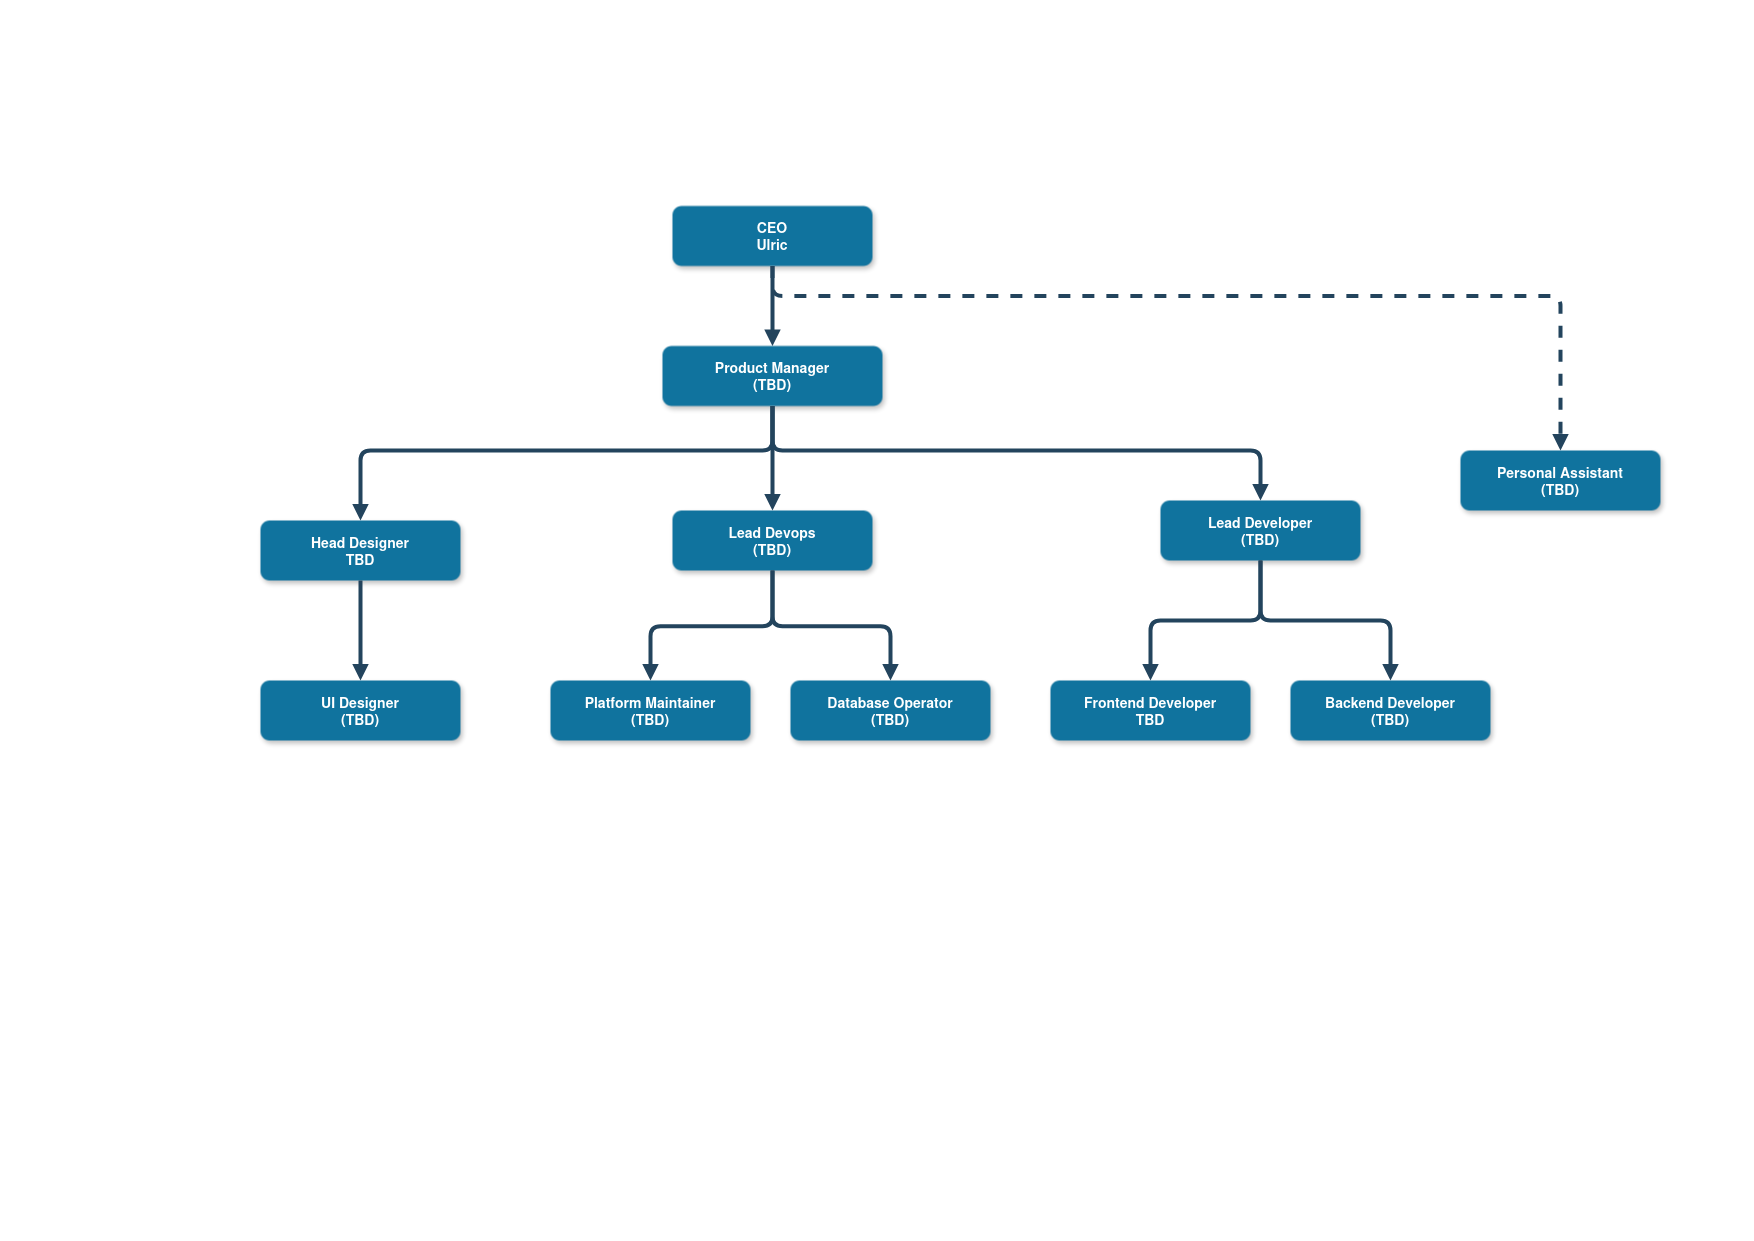 CEO
Ulric
Product Manager
(TBD)
Personal Assistant
(TBD)
Head Designer
TBD
Lead Devops
(TBD)
Lead Developer
(TBD)
UI Designer
(TBD)
Platform Maintainer
(TBD)
Database Operator
(TBD)
Frontend Developer
TBD
Backend Developer
(TBD)